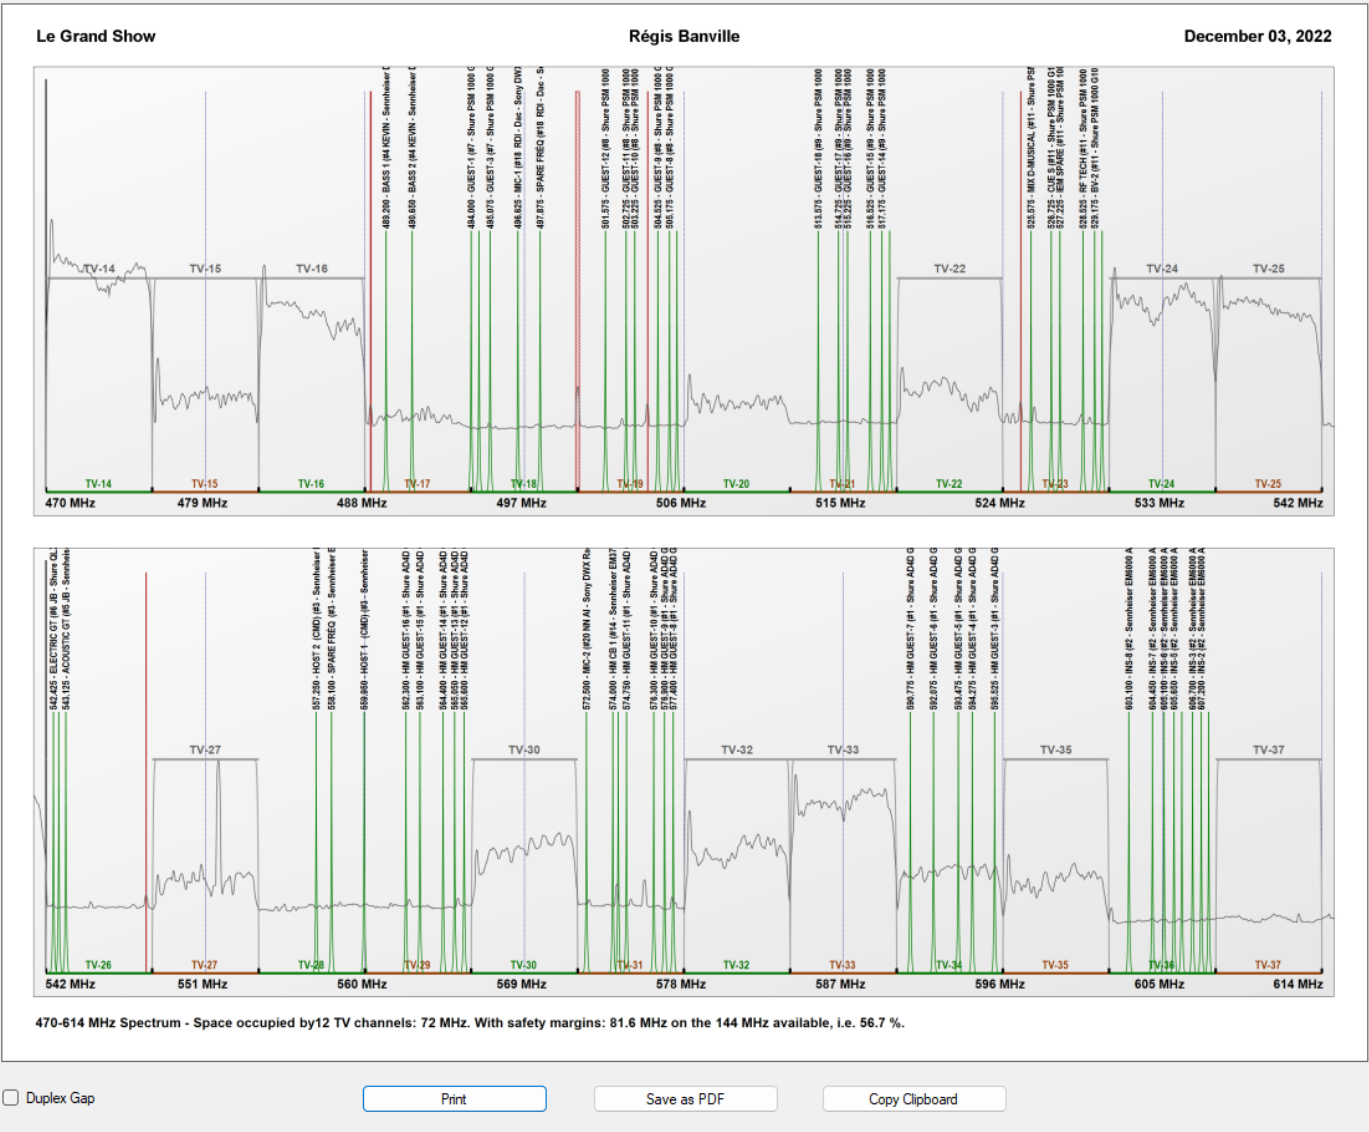 Le Grand Show
Régis Banville
December 03, 2022
489.200 - BASS 1 (#4 KEVIN - Sennheiser
490.650 - BASS 2 (#4 KEVIN - Sennheiser
494.000 - GUEST-1 (#7 - Shure PSM 1000 G
495.075 - GUEST-3 (#7 - Shure PSM 1000 G
496.625 - MIC-1 (#18 RDI - Dac - Sony DWX
497.875 - SPARE FRÉQ (#18 RDI - Dac - S
501.575 - GUEST-12 (#8 - Shure PSM 1000
502.725 - GUEST-11 (#8 - Shure PSM 1000
503.225 - GUEST-10 (#8 - Shure PSM 1000
504.525 - GUEST-9 (#8 - Shure PSM 1000 G
505.175 - GUEST-8 (#8 - Shure PSM 1000 G
513.575 - GUEST-18 (#9 - Shure PSM 1000
514.725 - GUEST-17 (#9 - Shure PSM 1000
515.225 - GUEST-16 (#9 - Shure PSM 1000
516.525 - GUEST-15 (#9 - Shure PSM 1000
517.175 - GUEST-14 (#9 - Shure PSM 1000
525.575 - MIX D-MUSICAL (#11 - Shure PSM
526.725 - CUE S (#11 - Shure PSM 1000 G1
527.225 - IEM SPARE (#11 - Shure PSM 10
528.525 - RF TECH (#11 - Shure PSM 1000
529.175 - BV-2 (#11 - Shure PSM 1000 G10
TV-14
TV-15
TV-16
TV-22
TV-24
TV-25
TV-14
TV-15
TV-16
TV-17
TV-18
TV-19
TV-20
TV-21
TV-22
TV-23
TV-24
TV-25
470 MHz
479 MHz
488 MHz
497 MHz
506 MHz
515 MHz
524 MHz
533 MHz
542 MHz
542.425 - ELECTRIC GT (#6 JB - Shure QL
543.125 - ACOUSTIC GT (#5 JB - Sennheis
557.250 - HOST 2 (CMD) (#3 - Sennheiser
558.100 - SPARE FRÉQ (#3 - Sennheiser E
559.950 - HOST 1 (CMD) (#3 - Sennheiser
562.300 - HM GUEST-16 (#1 - Shure AD4D
563.100 - HM GUEST-15 (#1 - Shure AD4D
564.400 - HM GUEST-14 (#1 - Shure AD4D
565.050 - HM GUEST-13 (#1 - Shure AD4D
565.600 - HM GUEST-12 (#1 - Shure AD4D
572.500 - MIC-2 (#20 NN AI - Sony DWX Ra
574.000 - HM CB 1 (#14 - Sennheiser EM37
574.750 - HM GUEST-11 (#1 - Shure AD4D
576.300 - HM GUEST-10 (#1 - Shure AD4D
576.900 - HM GUEST-9 (#1 - Shure AD4D G
577.400 - HM GUEST-8 (#1 - Shure AD4D G
590.775 - HM GUEST-7 (#1 - Shure AD4D G
592.075 - HM GUEST-6 (#1 - Shure AD4D G
593.475 - HM GUEST-5 (#1 - Shure AD4D G
594.275 - HM GUEST-4 (#1 - Shure AD4D G
595.525 - HM GUEST-3 (#1 - Shure AD4D G
603.100 - INS-8 (#2 - Sennheiser EM6000 A
604.450 - INS-7 (#2 - Sennheiser EM6000 A
605.100 - INS-6 (#2 - Sennheiser EM6000 A
605.650 - INS-5 (#2 - Sennheiser EM6000 A
606.700 - INS-3 (#2 - Sennheiser EM6000 A
607.200 - INS-2 (#2 - Sennheiser EM6000 A
TV-27
TV-30
TV-32
TV-33
TV-35
TV-37
TV-26
TV-27
TV-28
TV-29
TV-30
TV-31
TV-32
TV-33
TV-34
TV-35
TV-36
TV-37
542 MHz
551 MHz
560 MHz
569 MHz
578 MHz
587 MHz
596 MHz
605 MHz
614 MHz
470-614 MHz Spectrum - Space occupied by12 TV channels: 72 MHz. With safety margins: 81.6 MHz on the 144 MHz available, i.e. 56.7 %.
Duplex Gap
Print
Save as PDF
Copy Clipboard